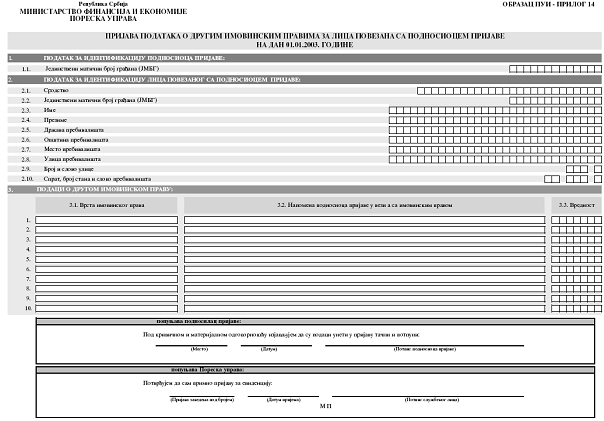 Република Србија
МИНИСТАРСТВО ФИНАНСИЈА И ЕКОНОМИЈЕ
ПОРЕСКА УПРАВА
ОБРАЗАЦ ПУИ - ПРИЛОГ 14
ПРИЈАВА ПОДАТАКА О ДРУГИМ ИМОВИНСКИМ ПРАВИМА ЗА ЛИЦА ПОВЕЗАНА СА ПОДНОСИОЦЕМ ПРИЈАВЕ
НА ДАН 01.01.2003. ГОДИНЕ
1. ПОДАТАК ЗА ИДЕНТИФИКАЦИЈУ ПОДНОСИОЦА ПРИЈАВЕ:
1.1. Јединствени матични број грађана (ЈМБГ)
2. ПОДАТАК ЗА ИДЕНТИФИКАЦИЈУ ЛИЦА ПОВЕЗАНОГ СА ПОДНОСИОЦЕМ ПРИЈАВЕ:
2.1. Сродство
2.2. Јединствени матични број грађана (ЈМБГ)
2.3. Име
2.4. Презиме
2.5. Држава пребивалишта
2.6. Општина пребивалишта
2.7. Место пребивалишта
2.8. Улица пребивалишта
2.9. Број и слово улице
2.10. Спрат, број стана и слово пребивалишта
3. ПОДАЦИ О ДРУГОМ ИМОВИНСКОМ ПРАВУ:
3.1. Врста имовинског права 3.2. Напомена подносиоца пријаве у вези а са имовинским правом 3.3. Вредност
1.
2.
3.
4.
5.
6.
7.
8.
9.
10.
попуњава подносилац пријаве:
Под кривичном и материјалном одговорношћу изјављујем да су подаци унети у пријаву тачни и потпуни:
(Место) (Датум) (Потпис подносиоца пријаве)
попуњава Пореска управа:
Потврђујем да сам примио пријаву за евиденцију:
(Пријава заведена под бројем) (Датум пријема) (Потпис службеног лица)
М П